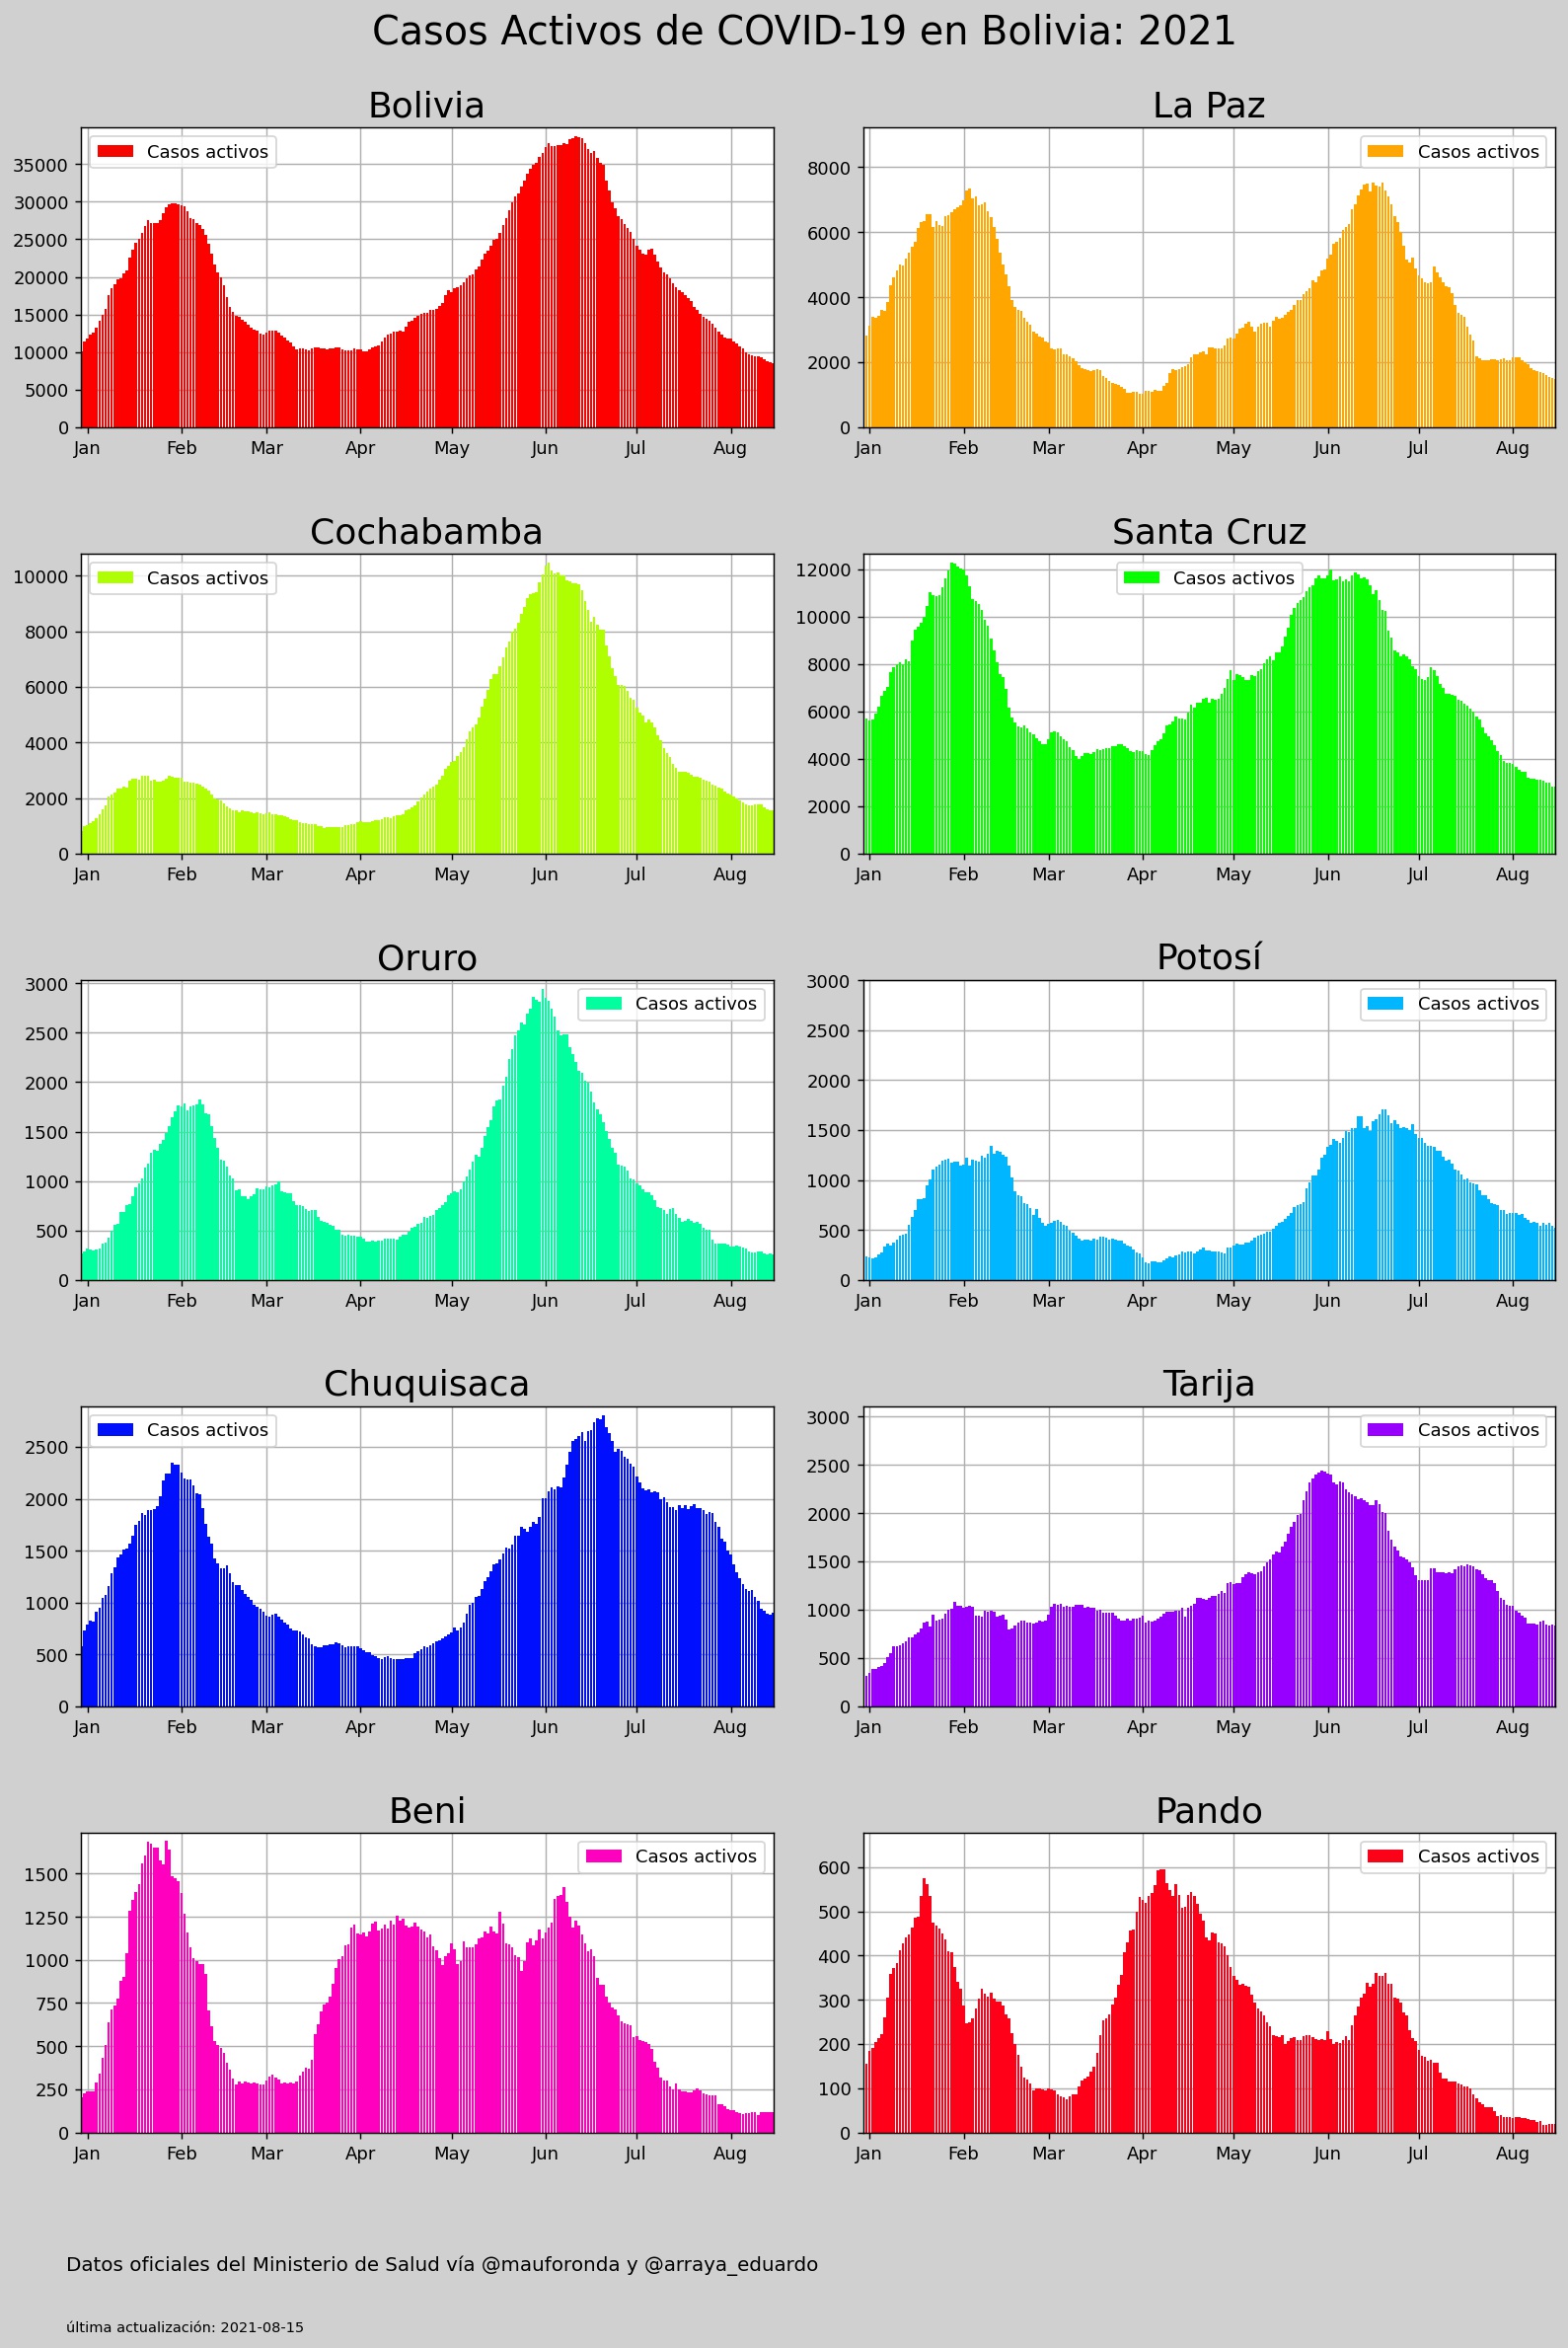 Casos Activos de COVID-19 en Bolivia: 2021
Bolivia
Casos activos
35000
30000
25000
20000
15000
10000
5000
0
Jan Feb Mar Apr May Jun Jul Aug
La Paz
Casos activos
8000
6000
4000
2000
0
Jan Feb Mar Apr May Jun Jul Aug
Cochabamba
Casos activos
10000
8000
6000
4000
2000
0
Jan Feb Mar Apr May Jun Jul Aug
Santa Cruz
Casos activos
12000
10000
8000
6000
4000
2000
0
Jan Feb Mar Apr May Jun Jul Aug
Oruro
Casos activos
3000
2500
2000
1500
1000
500
0
Jan Feb Mar Apr May Jun Jul Aug
Potosí
Casos activos
3000
2500
2000
1500
1000
500
0
Jan Feb Mar Apr May Jun Jul Aug
Chuquisaca
Casos activos
2500
2000
1500
1000
500
0
Jan Feb Mar Apr May Jun Jul Aug
Tarija
Casos activos
3000
2500
2000
1500
1000
500
0
Jan Feb Mar Apr May Jun Jul Aug
Beni
Casos activos
1500
1250
1000
750
500
250
0
Jan Feb Mar Apr May Jun Jul Aug
Pando
Casos activos
600
500
400
300
200
100
0
Jan Feb Mar Apr May Jun Jul Aug
Datos oficiales del Ministerio de Salud vía @mauforonda y @arraya_eduardo
última actualización: 2021-08-15